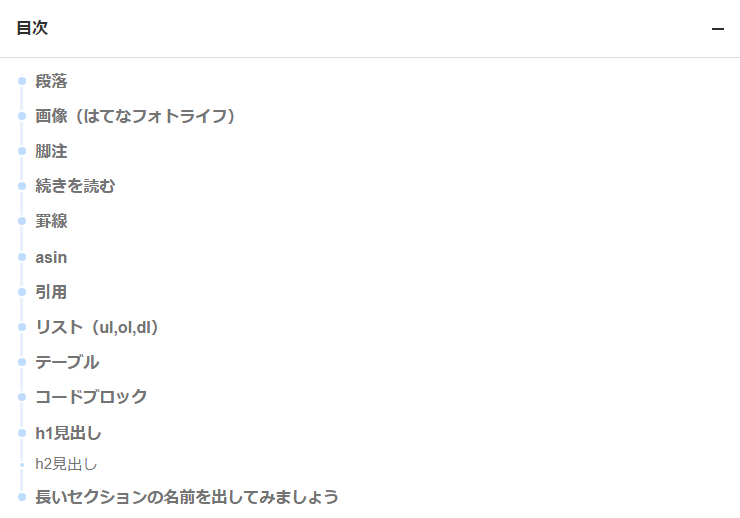 目次
段落
画像（はてなフォトライフ）
脚注
続きを読む
罫線
asin
引用
リスト（ul,ol,dl）
テーブル
コードブロック
h1見出し
h2見出し
長いセクションの名前を出してみましょう